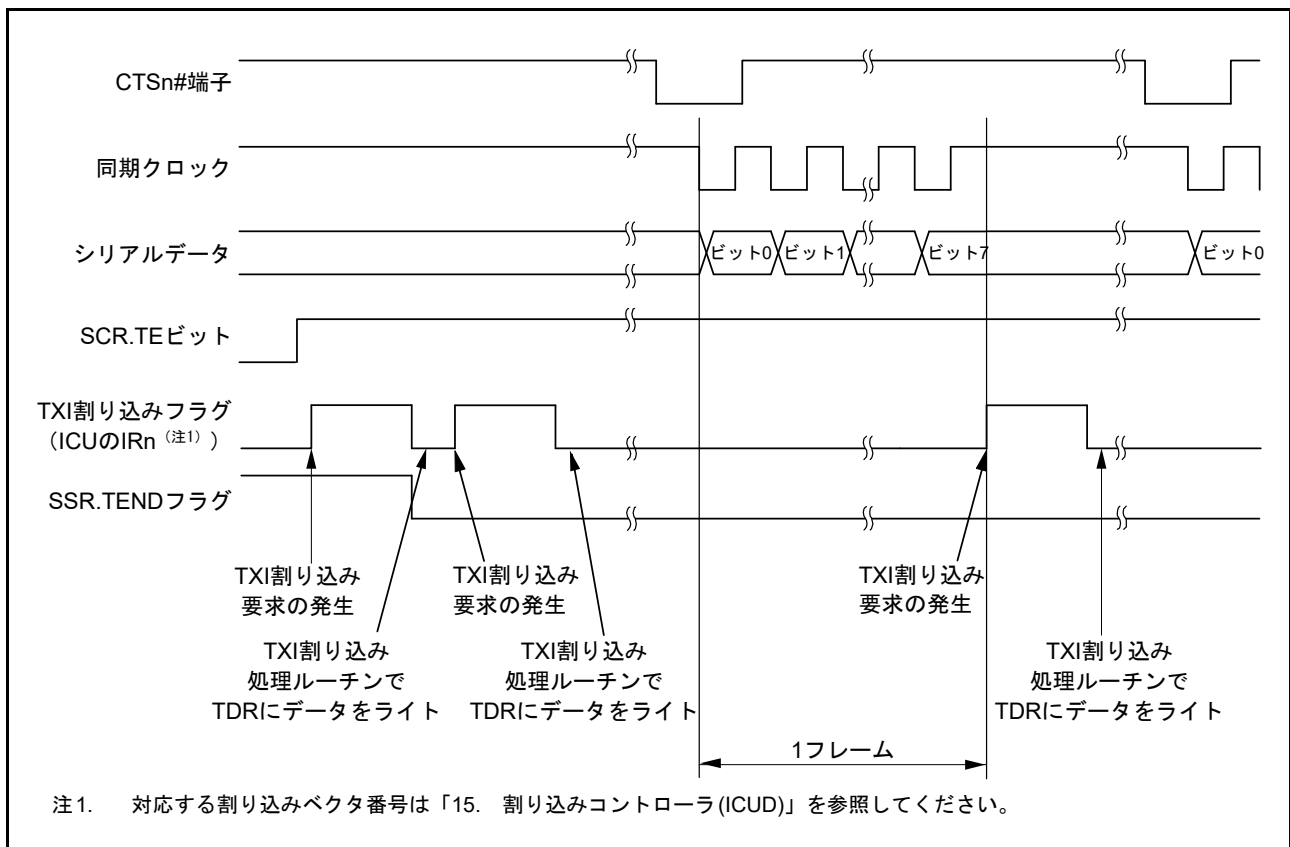 CTSn#端子
同期クロック
シリアルデータ
ビット0
ビット1
ビット7
ビット0
SCR.TEビット
TXI割り込みフラグ
（ICUのIRn（注1））
SSR.TENDフラグ
TXI割り込み
要求の発生
TXI割り込み
要求の発生
TXI割り込み
要求の発生
TXI割り込み
処理ルーチンで
TDRにデータをライト
TXI割り込み
処理ルーチンで
TDRにデータをライト
TXI割り込み
処理ルーチンで
TDRにデータをライト
1フレーム
注1. 対応する割り込みベクタ番号は「15. 割り込みコントローラ(ICUD)」を参照してください。